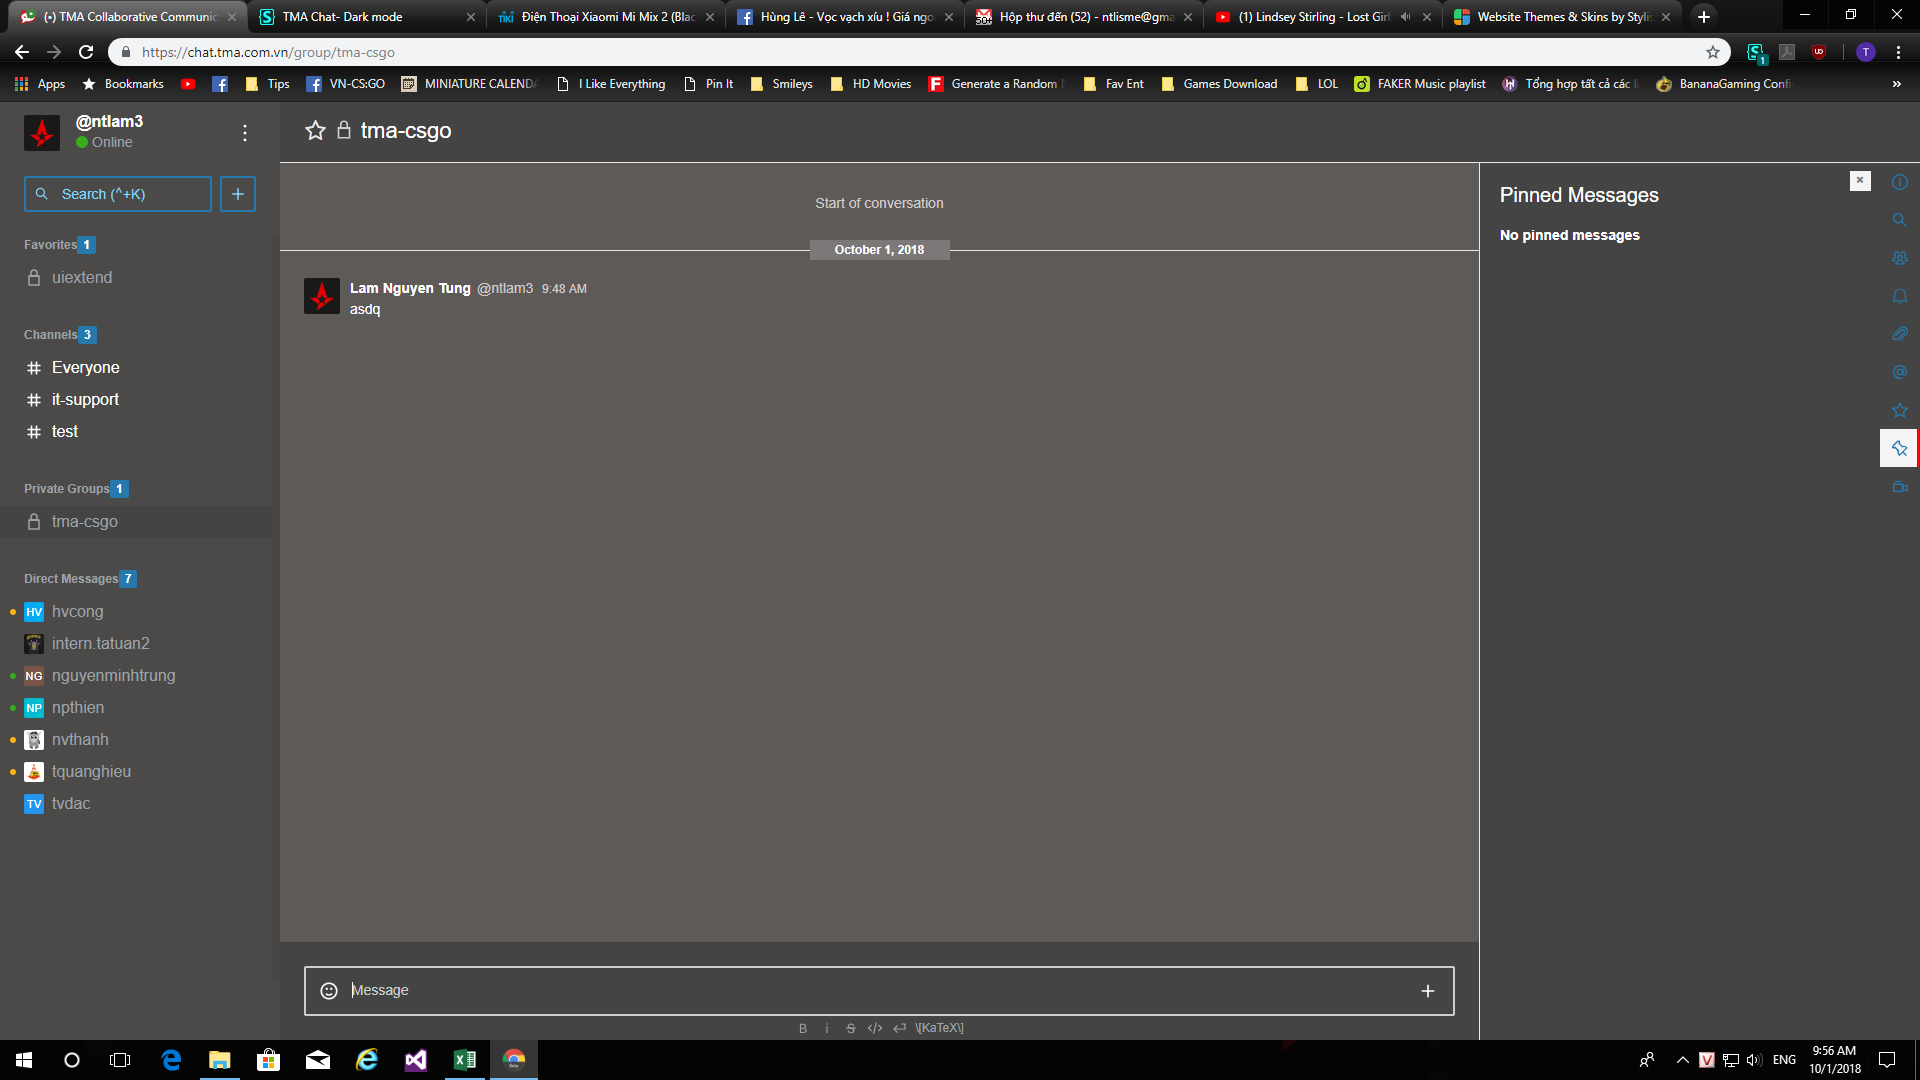 (•) TMA Collaborative Communic
TMA Chat- Dark mode
TIKI Điện Thoại Xiaomi Mi Mix 2 (Blac
Hùng Lê - Vọc vạch xíu ! Giá ngo
50+ Hộp thư đến (52) - ntlisme@gma
(1) Lindsey Stirling - Lost Girl
Website Themes & Skins by Stylis
https://chat.tma.com.vn/group/tma-csgo
1
T
Apps
Bookmarks
Tips
VN-CS:GO
MINIATURE CALENDA
I Like Everything
Pin It
Smileys
HD Movies
Generate a Random
Fav Ent
Games Download
LOL
FAKER Music playlist
Tổng hợp tất cả các
BananaGaming Confi
»
@ntlam3
Online
Search (^+K)
Favorites 1
uiextend
Channels 3
# Everyone
# it-support
# test
Private Groups 1
tma-csgo
Direct Messages 7
HV hvcong
intern.tatuan2
NG nguyenminhtrung
NP npthien
nvthanh
tquanghieu
TV tvdac
tma-csgo
Start of conversation
October 1, 2018
Lam Nguyen Tung @ntlam3 9:48 AM
asdq
Message
B i S </> \[KaTeX\]
Pinned Messages
No pinned messages
ENG
9:56 AM
10/1/2018